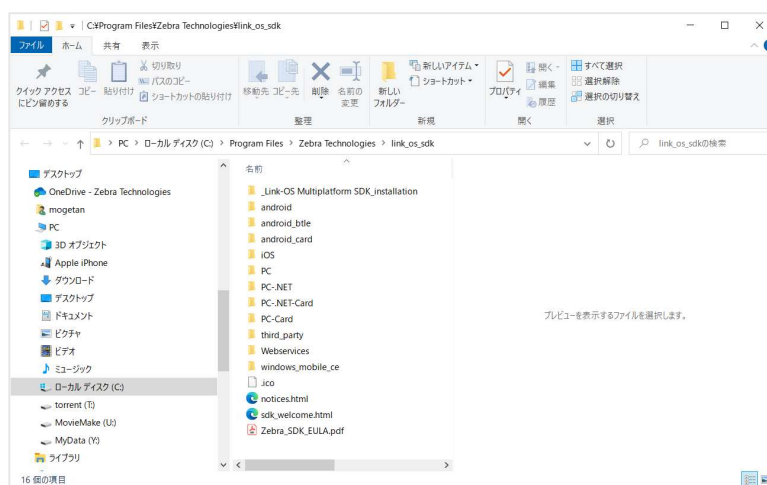 C:¥Program Files¥Zebra Technologies¥link_os_sdk
ファイル ホーム 共有 表示
クイック アクセス
にピン留めする
コピー
貼り付け
切り取り
パスのコピー
ショートカットの貼り付け
クリップボード
移動先
コピー先
削除
名前の
変更
整理
新しい
フォルダー
新しいアイテム
ショートカット
新規
プロパティ
開く
編集
履歴
開く
すべて選択
選択解除
選択の切り替え
選択
PC > ローカル ディスク (C:) > Program Files > Zebra Technologies > link_os_sdk
link_os_sdkの検索
デスクトップ
OneDrive - Zebra Technologies
mogetan
PC
3D オブジェクト
Apple iPhone
ダウンロード
デスクトップ
ドキュメント
ピクチャ
ビデオ
ミュージック
ローカル ディスク (C:)
torrent (T:)
MovieMake (U:)
MyData (Y:)
ライブラリ
名前
_Link-OS Multiplatform SDK_installation
android
android_btle
android_card
iOS
PC
PC-.NET
PC-.NET-Card
PC-Card
third_party
Webservices
windows_mobile_ce
.ico
notices.html
sdk_welcome.html
Zebra_SDK_EULA.pdf
プレビューを表示するファイルを選択します。
16 個の項目